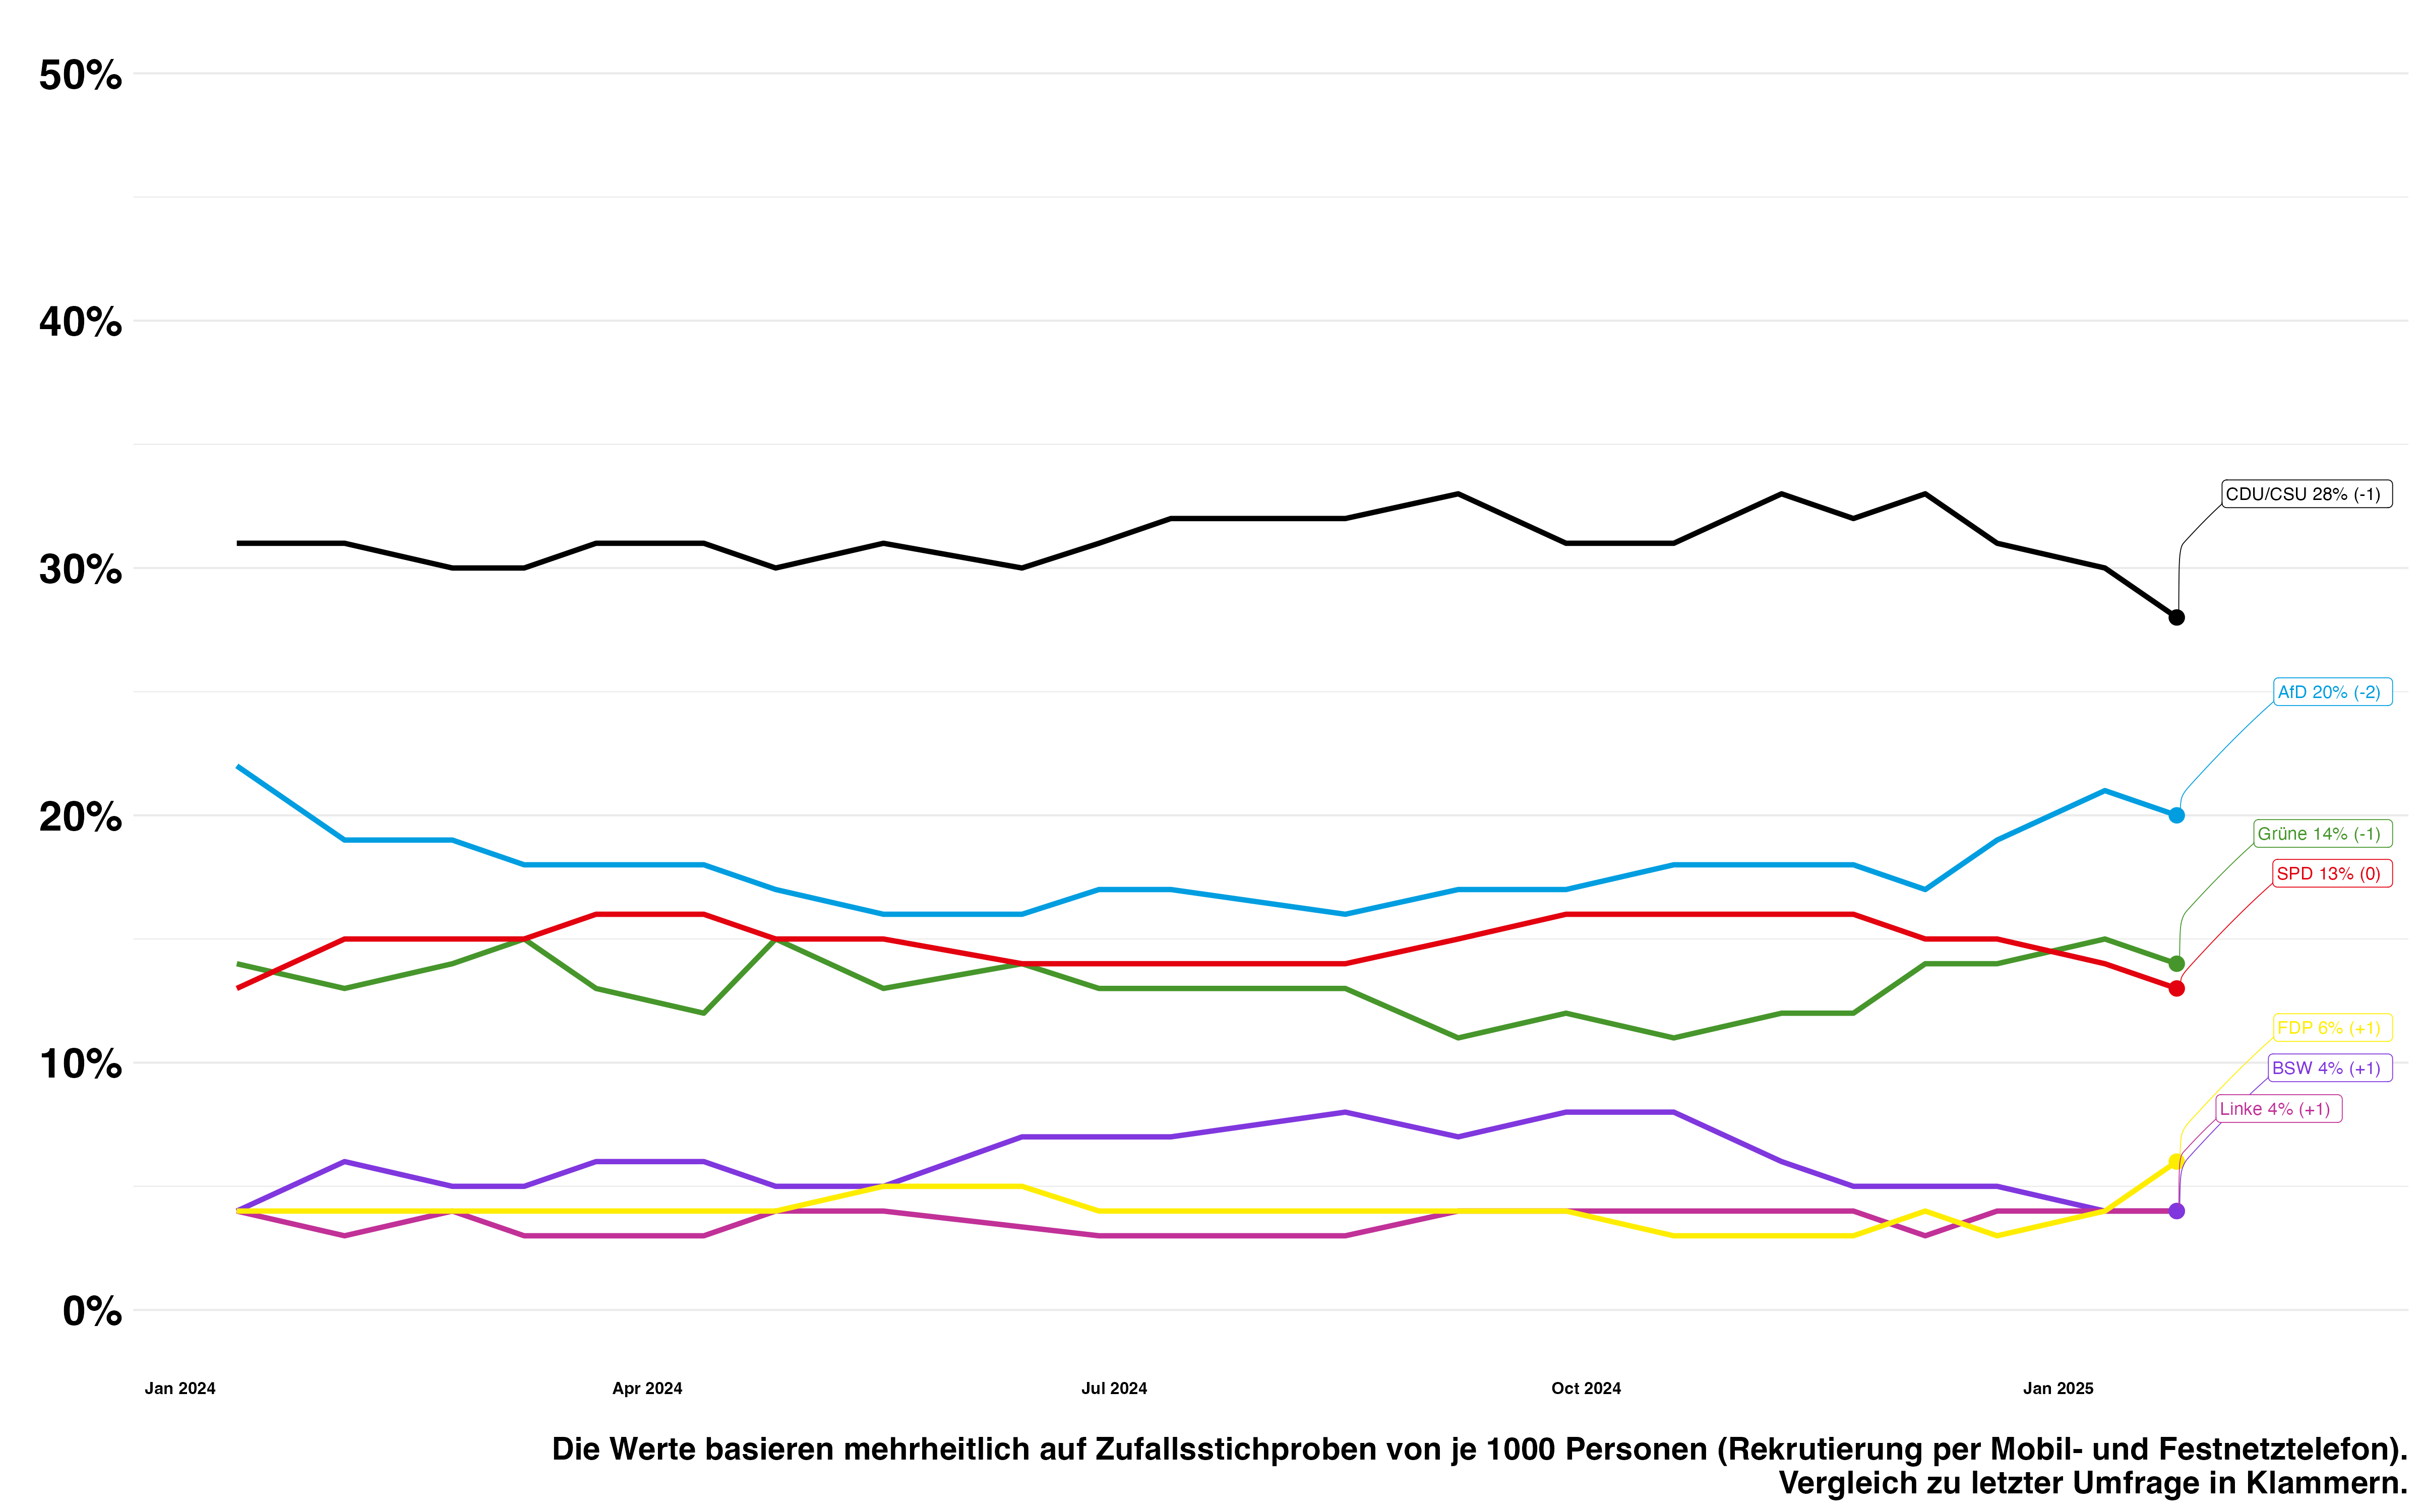 50%
40%
30%
20%
10%
0%
CDU/CSU 28% (-1)
AfD 20% (-2)
Grüne 14% (-1)
SPD 13% (0)
FDP 6% (+1)
BSW 4% (+1)
Linke 4% (+1)
Jan 2024
Apr 2024
Jul 2024
Oct 2024
Jan 2025
Die Werte basieren mehrheitlich auf Zufallsstichproben von je 1000 Personen (Rekrutierung per Mobil- und Festnetztelefon).
Vergleich zu letzter Umfrage in Klammern.